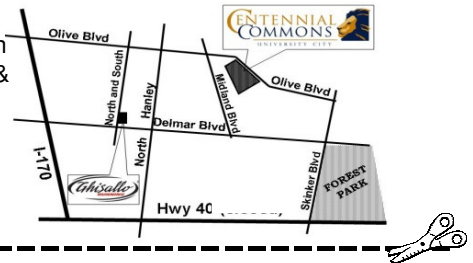 CENTENNIAL
COMMONS
UNIVERSITY CITY
n
&
Olive Blvd
North and South
Hanley
North
Midland Blvd
Olive Blvd
Delmar Blvd
I-170
Ghisallo
Skinker Blvd
FOREST
PARK
Hwy 40